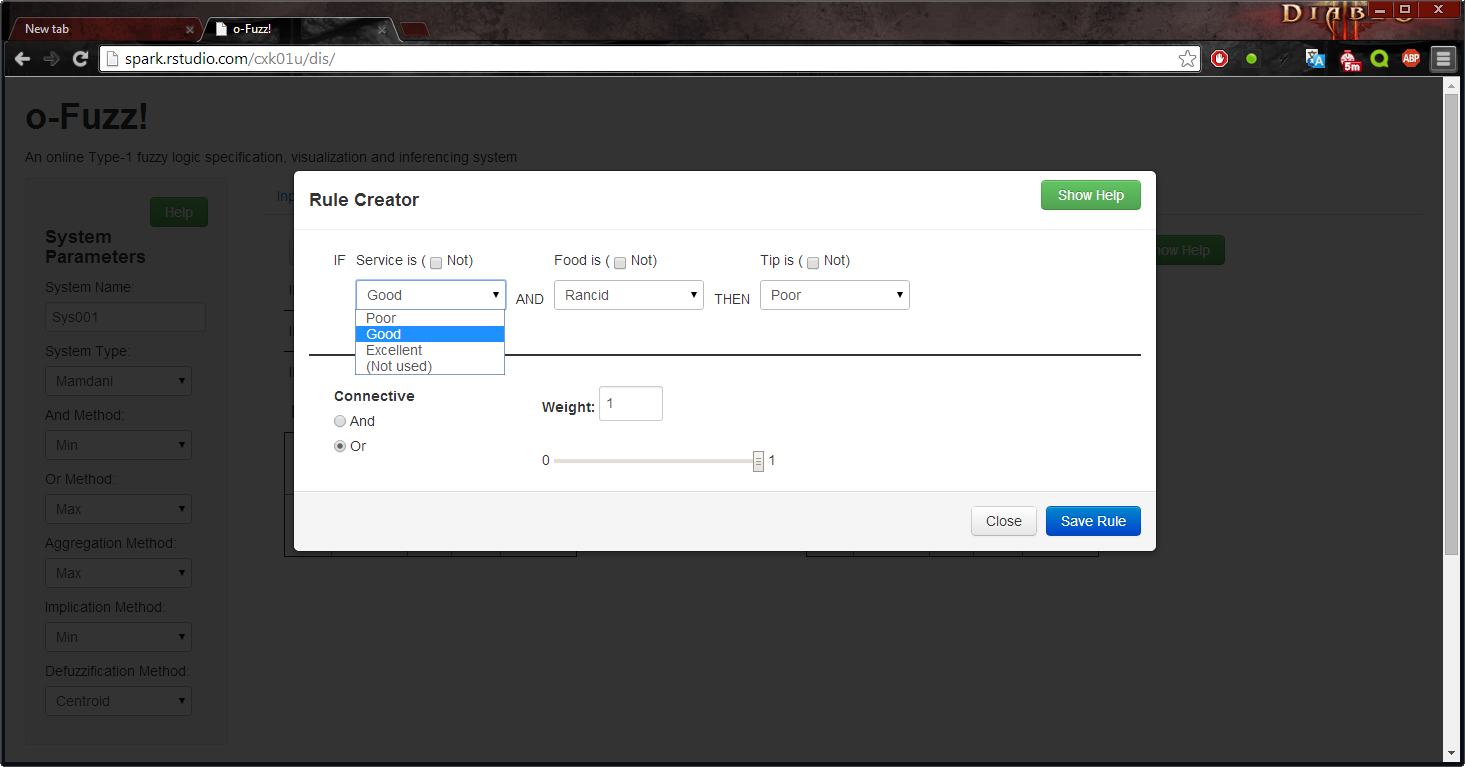 DIABLO
New tab
o-Fuzz!
spark.rstudio.com/cxk01u/dis/
5m
ABP
o-Fuzz!
An online Type-1 fuzzy logic specification, visualization and inferencing system
Help
System
Parameters
System Name:
Sys001
System Type:
Mamdani
And Method:
Min
Or Method:
Max
Aggregation Method:
Max
Implication Method:
Min
Defuzzification Method:
Centroid
Inp
how Help
Rule Creator
Show Help
IF Service is ( Not) Food is ( Not) Tip is ( Not)
Good AND Rancid THEN Poor
Poor
Good
Excellent
(Not used)
Connective
And
Or
Weight: 1
0 1
Close Save Rule